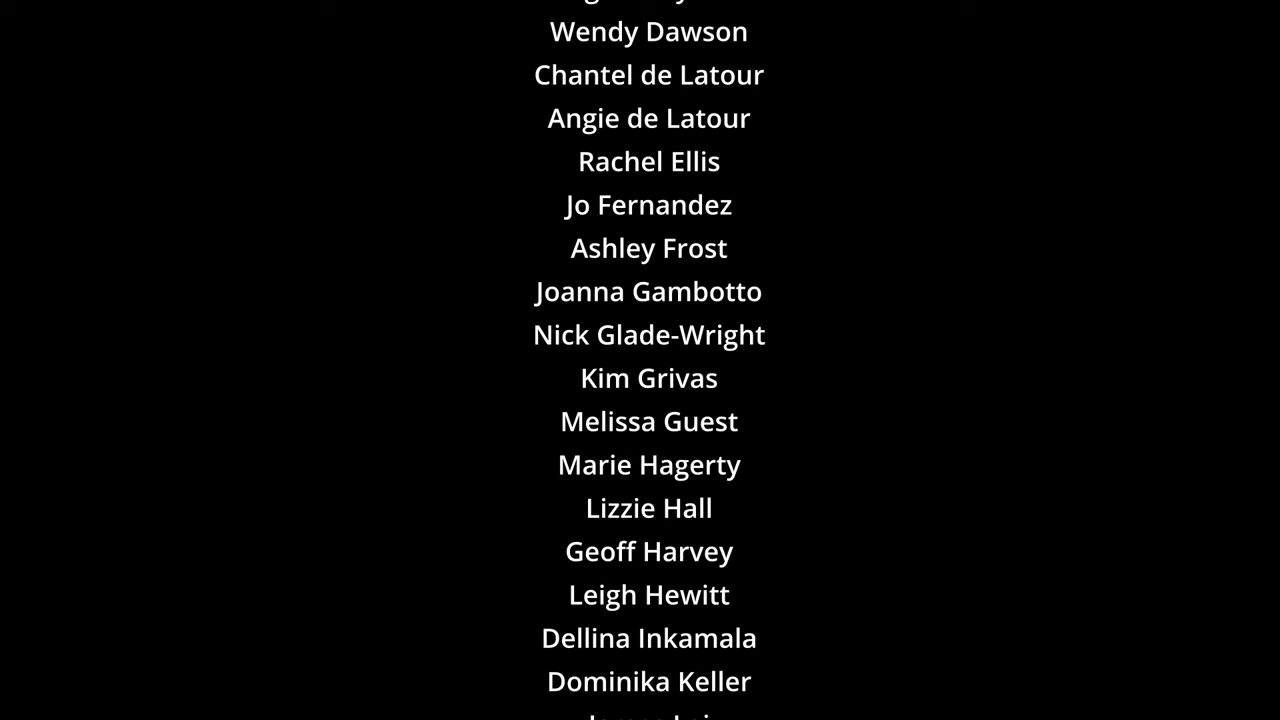 Wendy Dawson
Chantel de Latour
Angie de Latour
Rachel Ellis
Jo Fernandez
Ashley Frost
Joanna Gambotto
Nick Glade-Wright
Kim Grivas
Melissa Guest
Marie Hagerty
Lizzie Hall
Geoff Harvey
Leigh Hewitt
Dellina Inkamala
Dominika Keller